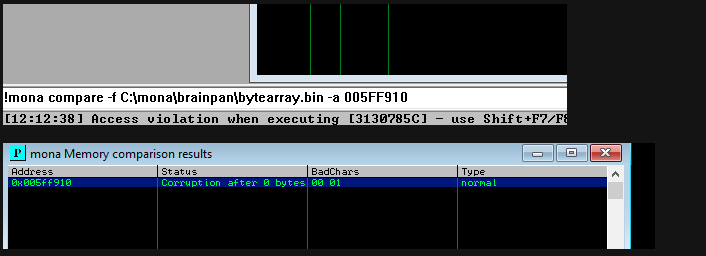 !mona compare -f C:\mona\brainpan\bytearray.bin -a 005FF910
[12:12:38] Access violation when executing [3130785C] - use Shift+F7/F8
P mona Memory comparison results
Address Status BadChars Type
0x005ff910 Corruption after 0 bytes 00 01 normal